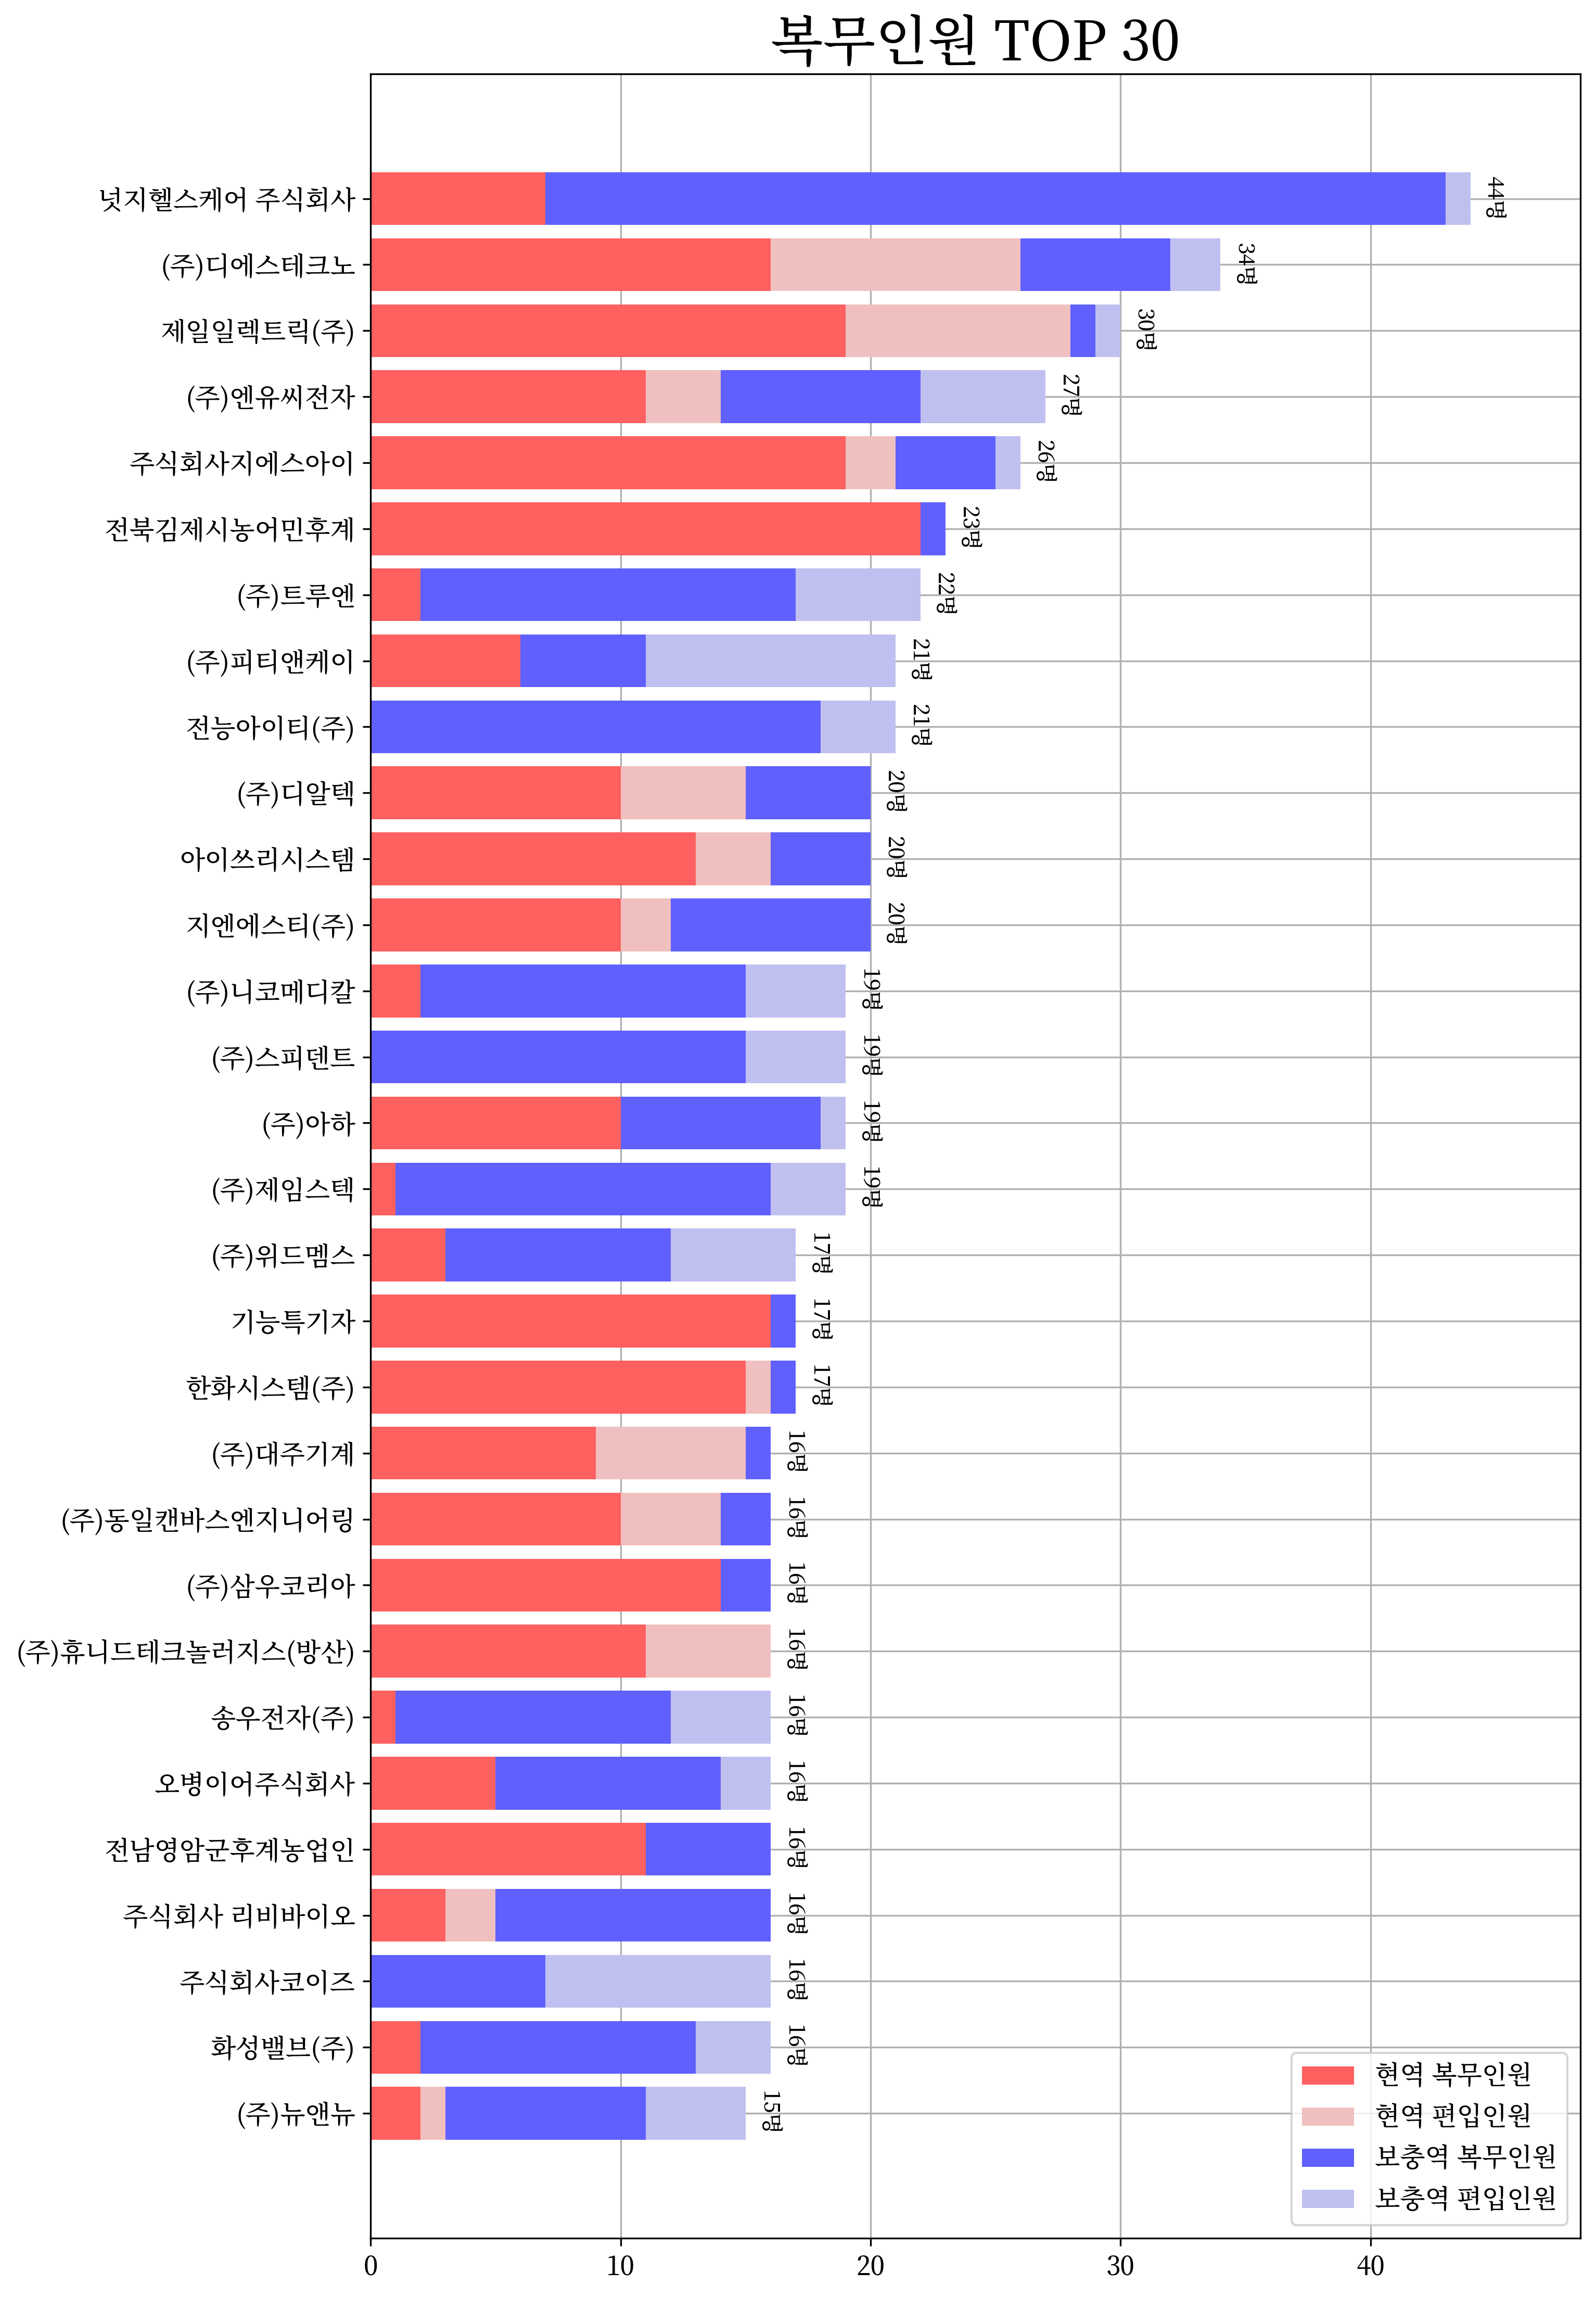 복무인원 TOP 30
넛지헬스케어 주식회사 44명
(주)디에스테크노 34명
제일일렉트릭(주) 30명
(주)엔유씨전자 27명
주식회사지에스아이 26명
전북김제시농어민후계 23명
(주)트루엔 22명
(주)피티앤케이 21명
전능아이티(주) 21명
(주)디알텍 20명
아이쓰리시스템 20명
지엔에스티(주) 20명
(주)니코메디칼 19명
(주)스피덴트 19명
(주)아하 19명
(주)제임스텍 19명
(주)위드멤스 17명
기능특기자 17명
한화시스템(주) 17명
(주)대주기계 16명
(주)동일캔바스엔지니어링 16명
(주)삼우코리아 16명
(주)휴니드테크놀러지스(방산) 16명
송우전자(주) 16명
오병이어주식회사 16명
전남영암군후계농업인 16명
주식회사 리비바이오 16명
주식회사코이즈 16명
화성밸브(주) 16명
(주)뉴앤뉴 15명
현역 복무인원
현역 편입인원
보충역 복무인원
보충역 편입인원
0 10 20 30 40